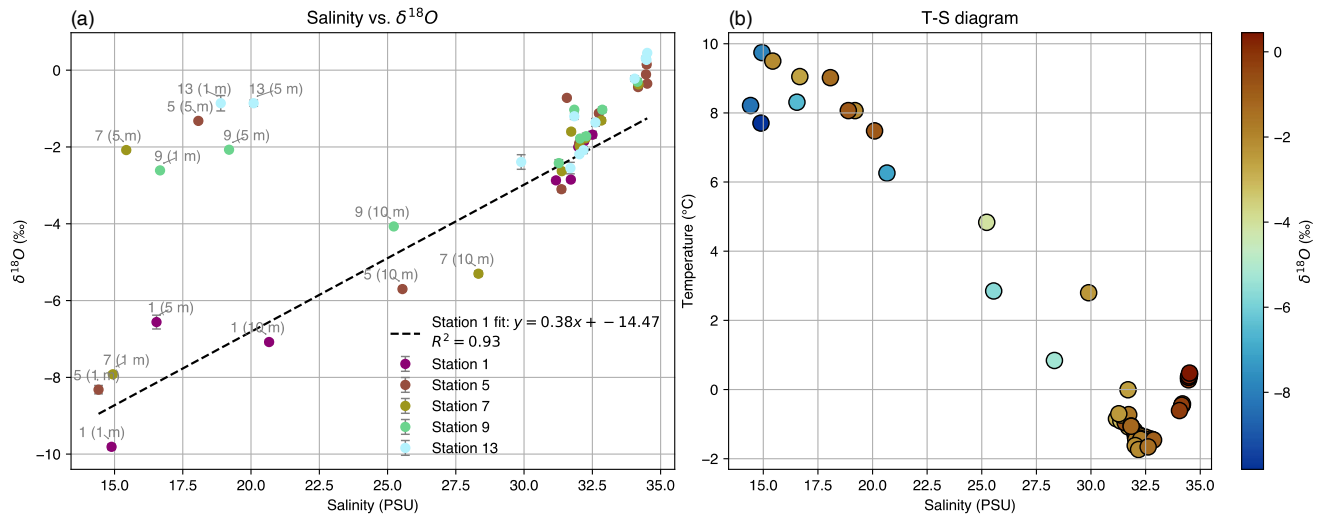 (a)
Salinity vs. δ¹⁸O
0
−2
−4
−6
−8
−10
δ¹⁸O (‰)
13 (1 m)
13 (5 m)
5 (5 m)
7 (5 m)
9 (5 m)
9 (1 m)
9 (10 m)
7 (10 m)
5 (10 m)
1 (5 m)
1 (10 m)
7 (1 m)
5 (1 m)
1 (1 m)
Station 1 fit: y = 0.38x + −14.47
R² = 0.93
Station 1
Station 5
Station 7
Station 9
Station 13
15.0 17.5 20.0 22.5 25.0 27.5 30.0 32.5 35.0
Salinity (PSU)
(b)
T-S diagram
10
8
6
4
2
0
−2
Temperature (°C)
15.0 17.5 20.0 22.5 25.0 27.5 30.0 32.5 35.0
Salinity (PSU)
0
−2
−4
−6
−8
δ¹⁸O (‰)